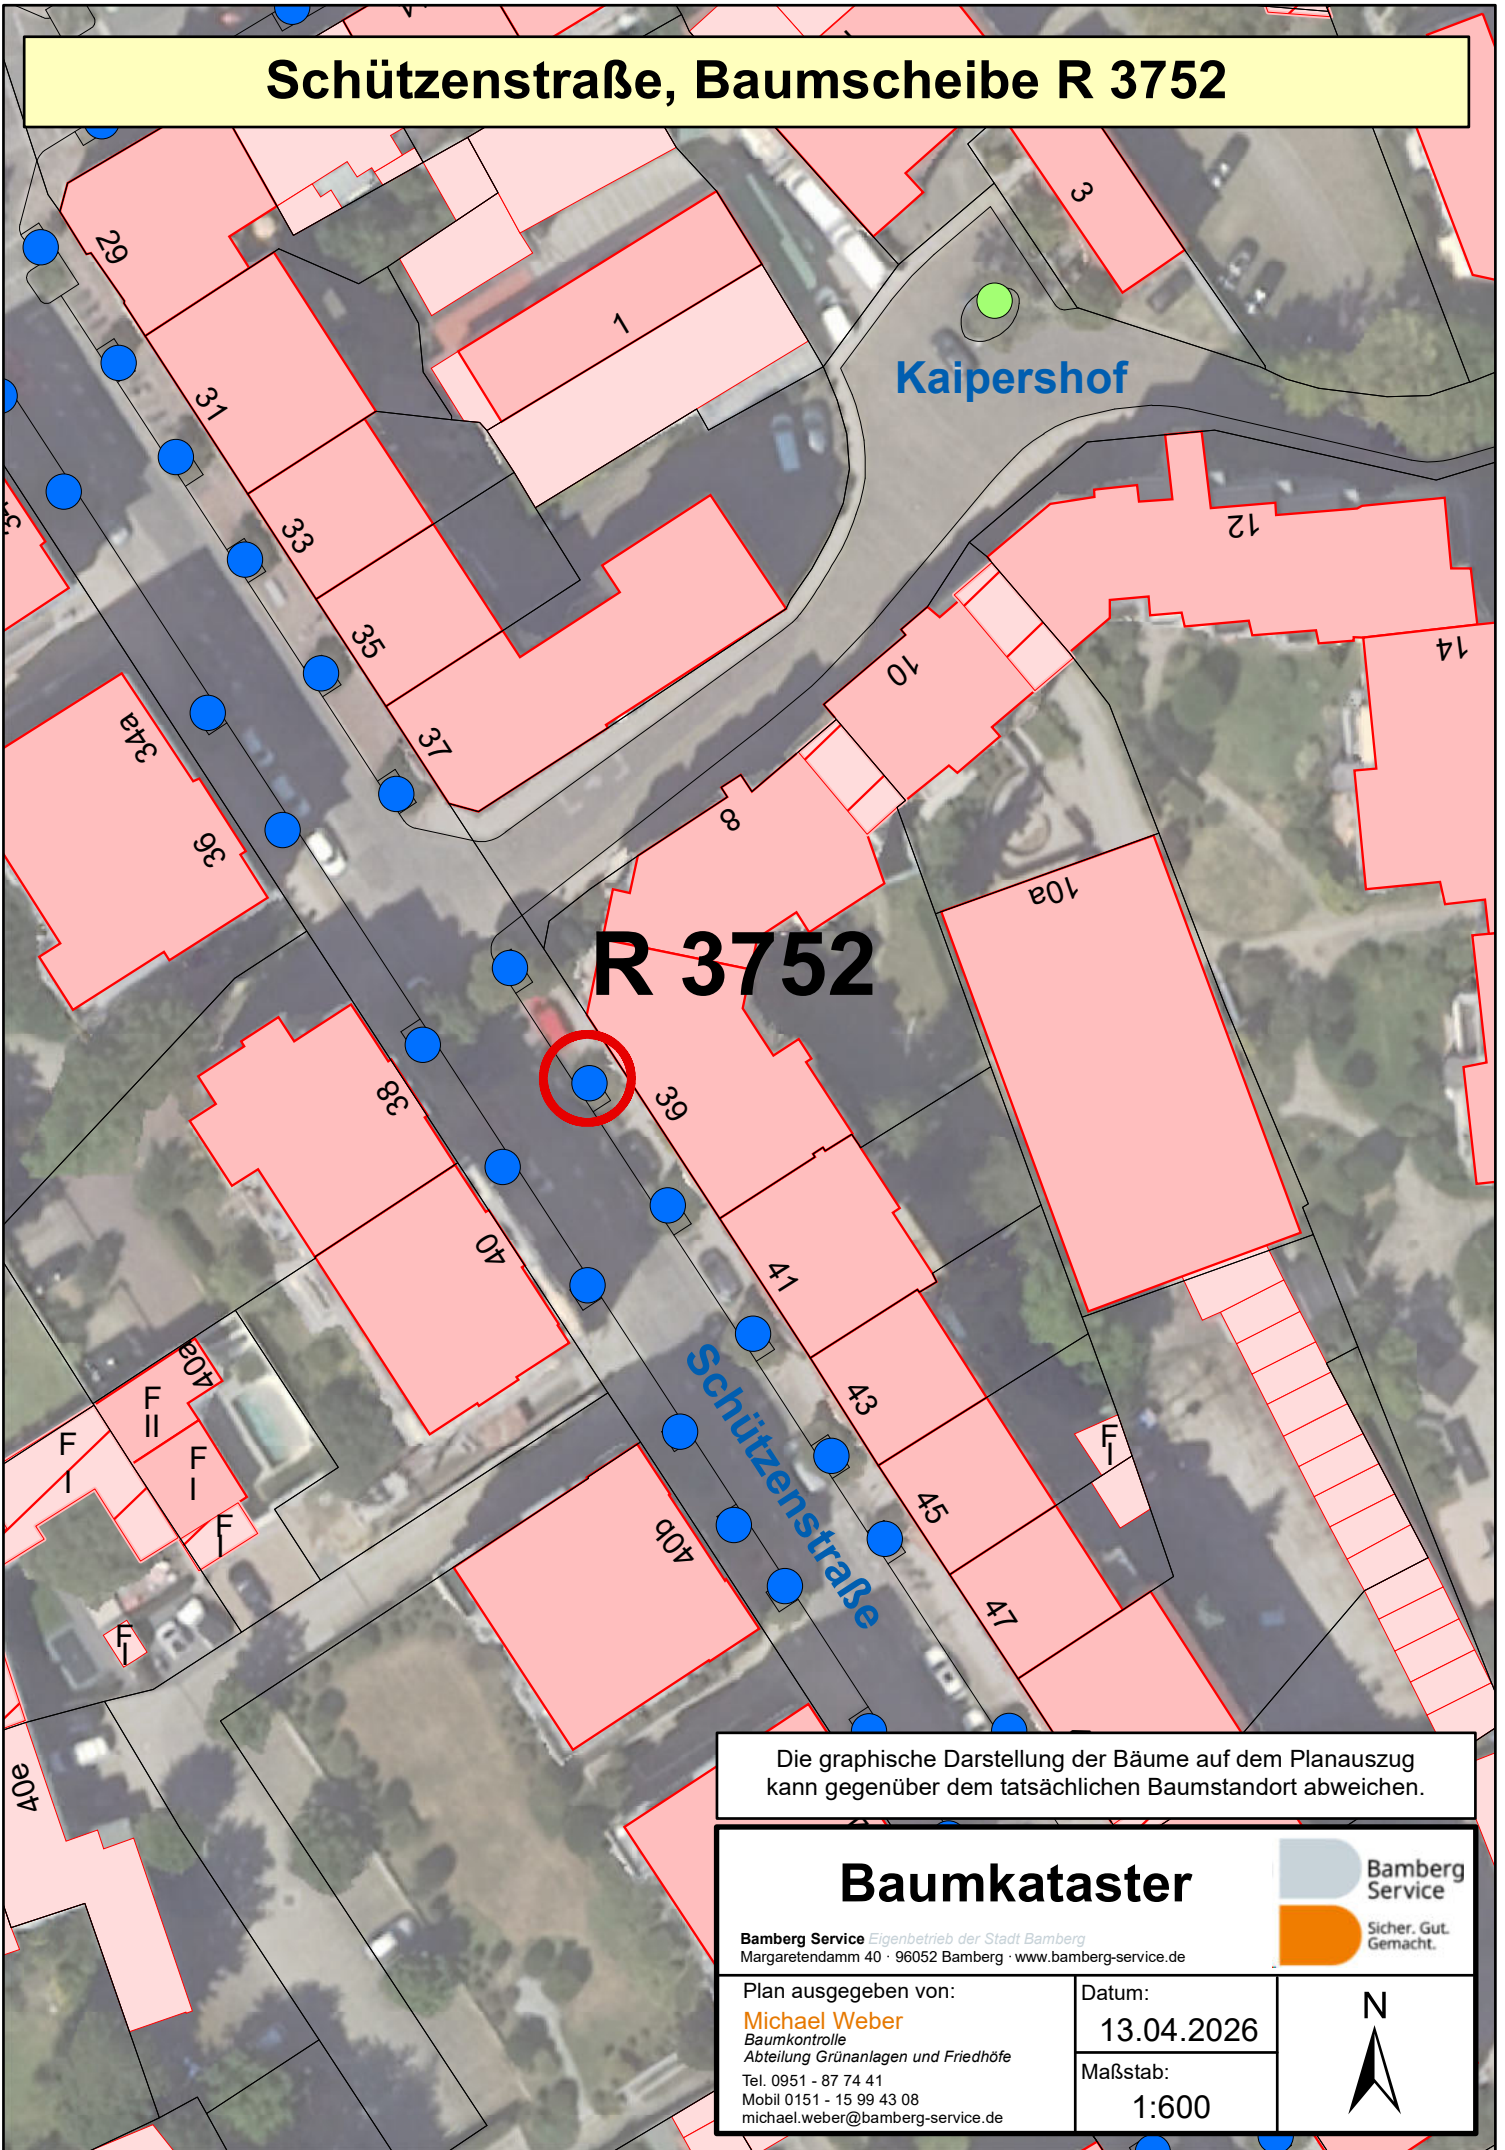 Schützenstraße, Baumscheibe R 3752
29
3
1
31
Kaipershof
33
12
35
14
10
34a
37
8
36
10a
R 3752
38
39
40
41
40a
Schützenstraße
43
F
II
F
I
F
I
F
I
F
I
45
40b
47
F
I
40e
Die graphische Darstellung der Bäume auf dem Planauszug
kann gegenüber dem tatsächlichen Baumstandort abweichen.
Baumkataster
Bamberg
Service
Sicher. Gut.
Gemacht.
Bamberg Service Eigenbetrieb der Stadt Bamberg
Margaretendamm 40 · 96052 Bamberg · www.bamberg-service.de
Plan ausgegeben von:
Michael Weber
Baumkontrolle
Abteilung Grünanlagen und Friedhöfe
Tel. 0951 - 87 74 41
Mobil 0151 - 15 99 43 08
michael.weber@bamberg-service.de
Datum:
13.04.2026
Maßstab:
1:600
N